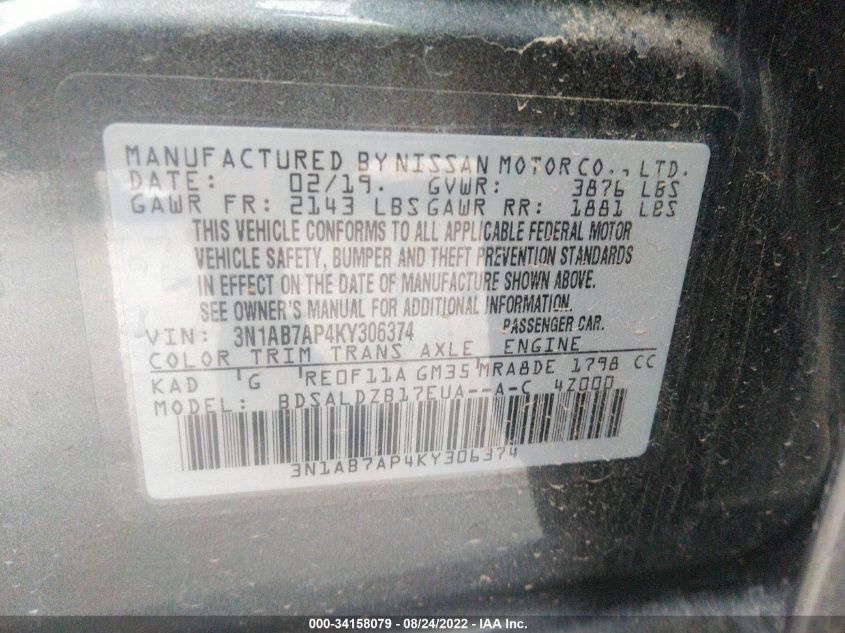 MANUFACTURED BY NISSAN MOTOR CO., LTD.
DATE: 02/19. GVWR: 3876 LBS
GAWR FR: 2143 LBS GAWR RR: 1881 LBS
THIS VEHICLE CONFORMS TO ALL APPLICABLE FEDERAL MOTOR
VEHICLE SAFETY, BUMPER AND THEFT PREVENTION STANDARDS
IN EFFECT ON THE DATE OF MANUFACTURE SHOWN ABOVE.
SEE OWNER'S MANUAL FOR ADDITIONAL INFORMATION.
VIN: 3N1AB7AP4KY306374 PASSENGER CAR.
COLOR TRIM TRANS AXLE ENGINE
KAD G RE0F11A GM35 MRA8DE 1798 CC
MODEL: BDSALDZB17EUA--A-C 4Z000
3N1AB7AP4KY306374
000-34158079 - 08/24/2022 - IAA Inc.